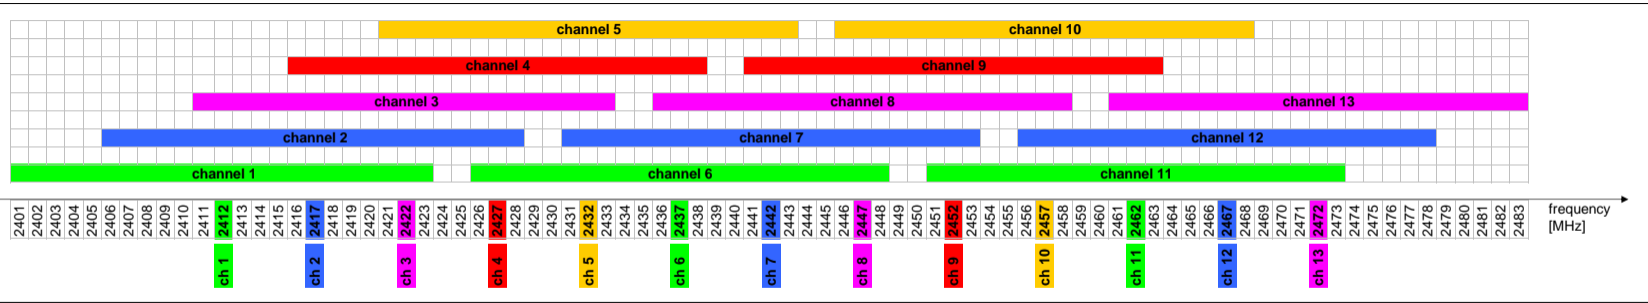 channel 5 channel 10
channel 4 channel 9
channel 3 channel 8 channel 13
channel 2 channel 7 channel 12
channel 1 channel 6 channel 11
2401 2402 2403 2404 2405 2406 2407 2408 2409 2410 2411 2412 2413 2414 2415 2416 2417 2418 2419 2420 2421 2422 2423 2424 2425 2426 2427 2428 2429 2430 2431 2432 2433 2434 2435 2436 2437 2438 2439 2440 2441 2442 2443 2444 2445 2446 2447 2448 2449 2450 2451 2452 2453 2454 2455 2456 2457 2458 2459 2460 2461 2462 2463 2464 2465 2466 2467 2468 2469 2470 2471 2472 2473 2474 2475 2476 2477 2478 2479 2480 2481 2482 2483 frequency
[MHz]
ch 1 ch 2 ch 3 ch 4 ch 5 ch 6 ch 7 ch 8 ch 9 ch 10 ch 11 ch 12 ch 13